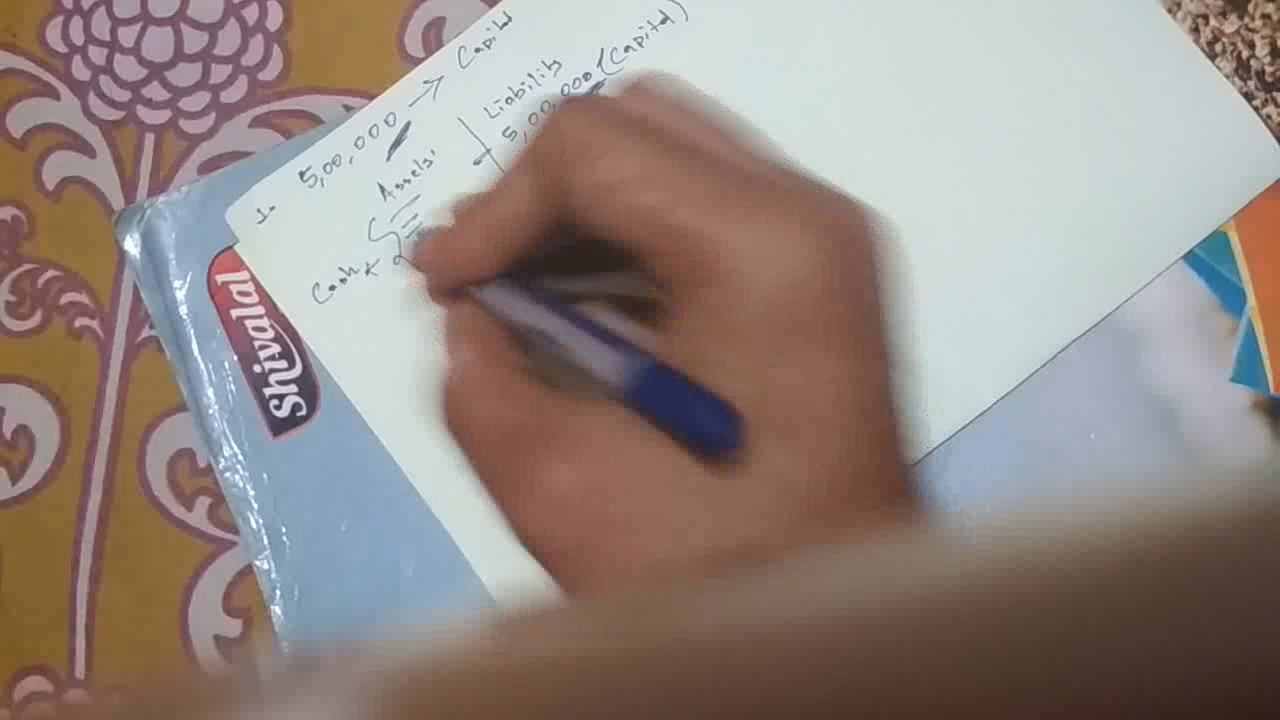 1. 5,00,000 → Capital
Assets. Liability
5,00,000 (Capital)
Cash
Shivalal